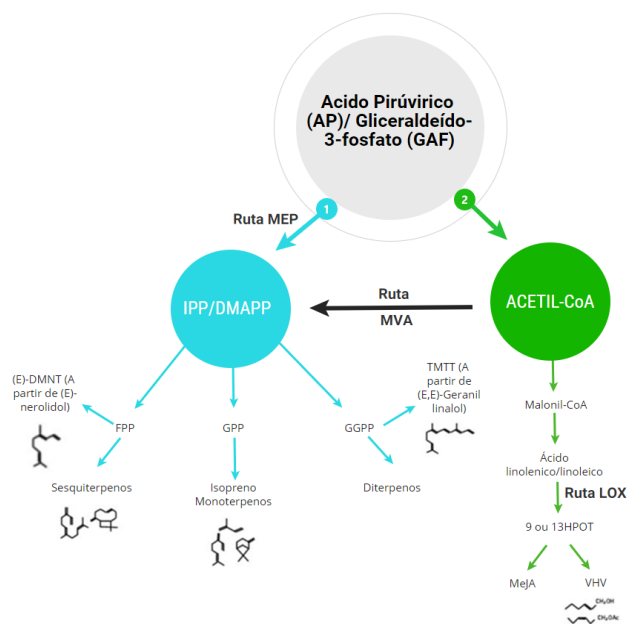 Acido Pirúvirico
(AP)/ Gliceraldeído-
3-fosfato (GAF)
1
2
Ruta MEP
IPP/DMAPP
Ruta
MVA
ACETIL-CoA
(E)-DMNT (A
partir de (E)-
nerolidol)
TMTT (A
partir de
(E,E)-Geranil
linalol)
FPP
GPP
GGPP
Malonil-CoA
Sesquiterpenos
Isopreno
Monoterpenos
Diterpenos
Ácido
linolenico/linoleico
Ruta LOX
9 ou 13HPOT
MeJA
VHV
CH₂OH
CH₂OAc